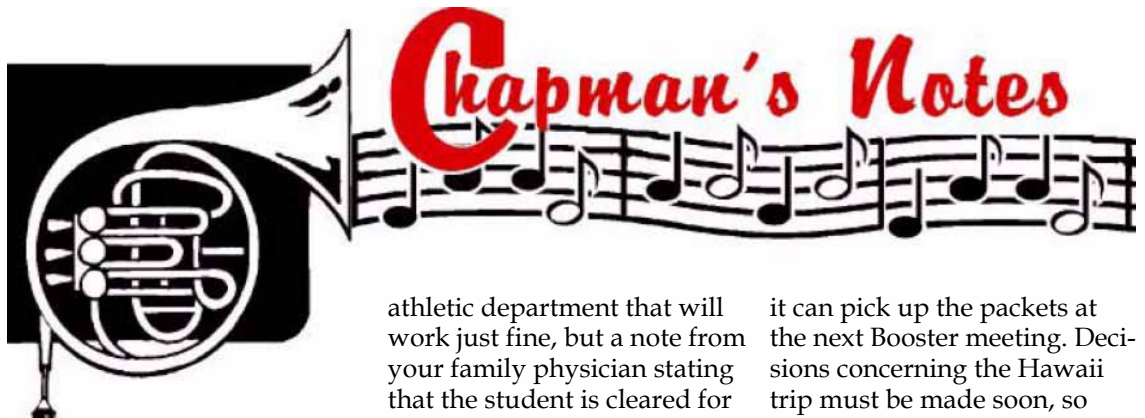 Chapman's Notes
athletic department that will
work just fine, but a note from
your family physician stating
that the student is cleared for
it can pick up the packets at
the next Booster meeting. Deci-
sions concerning the Hawaii
trip must be made soon, so